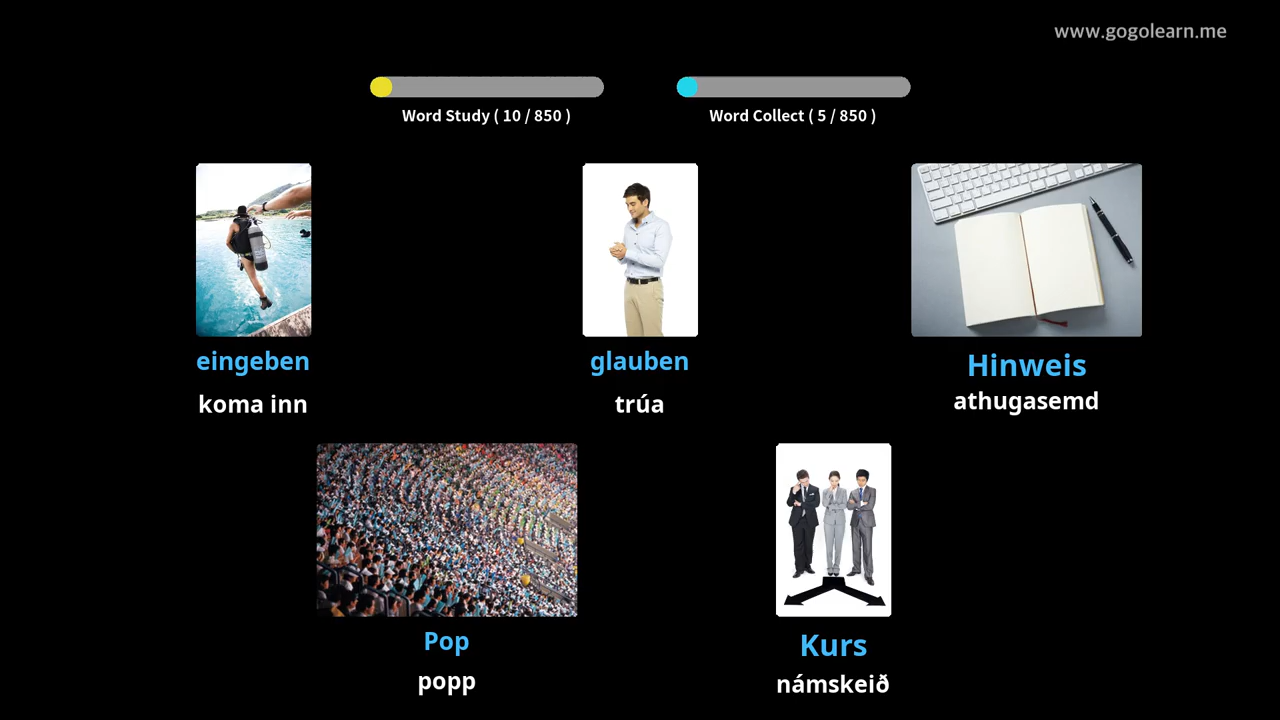 www.gogolearn.me
Word Study ( 10 / 850 )
Word Collect ( 5 / 850 )
eingeben
koma inn
glauben
trúa
Hinweis
athugasemd
Pop
popp
Kurs
námskeið